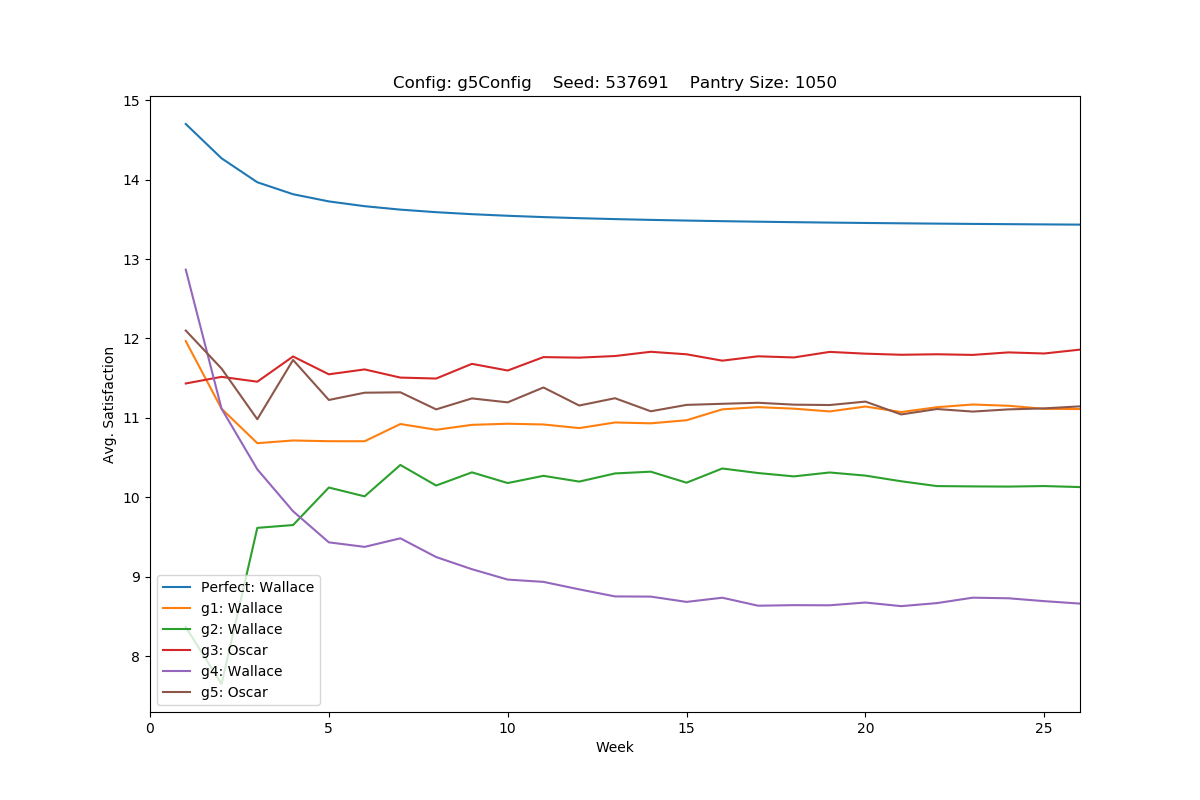 Config: g5Config    Seed: 537691    Pantry Size: 1050
15
14
13
12
11
10
9
8
Avg. Satisfaction
Perfect: Wallace
g1: Wallace
g2: Wallace
g3: Oscar
g4: Wallace
g5: Oscar
0 5 10 15 20 25
Week